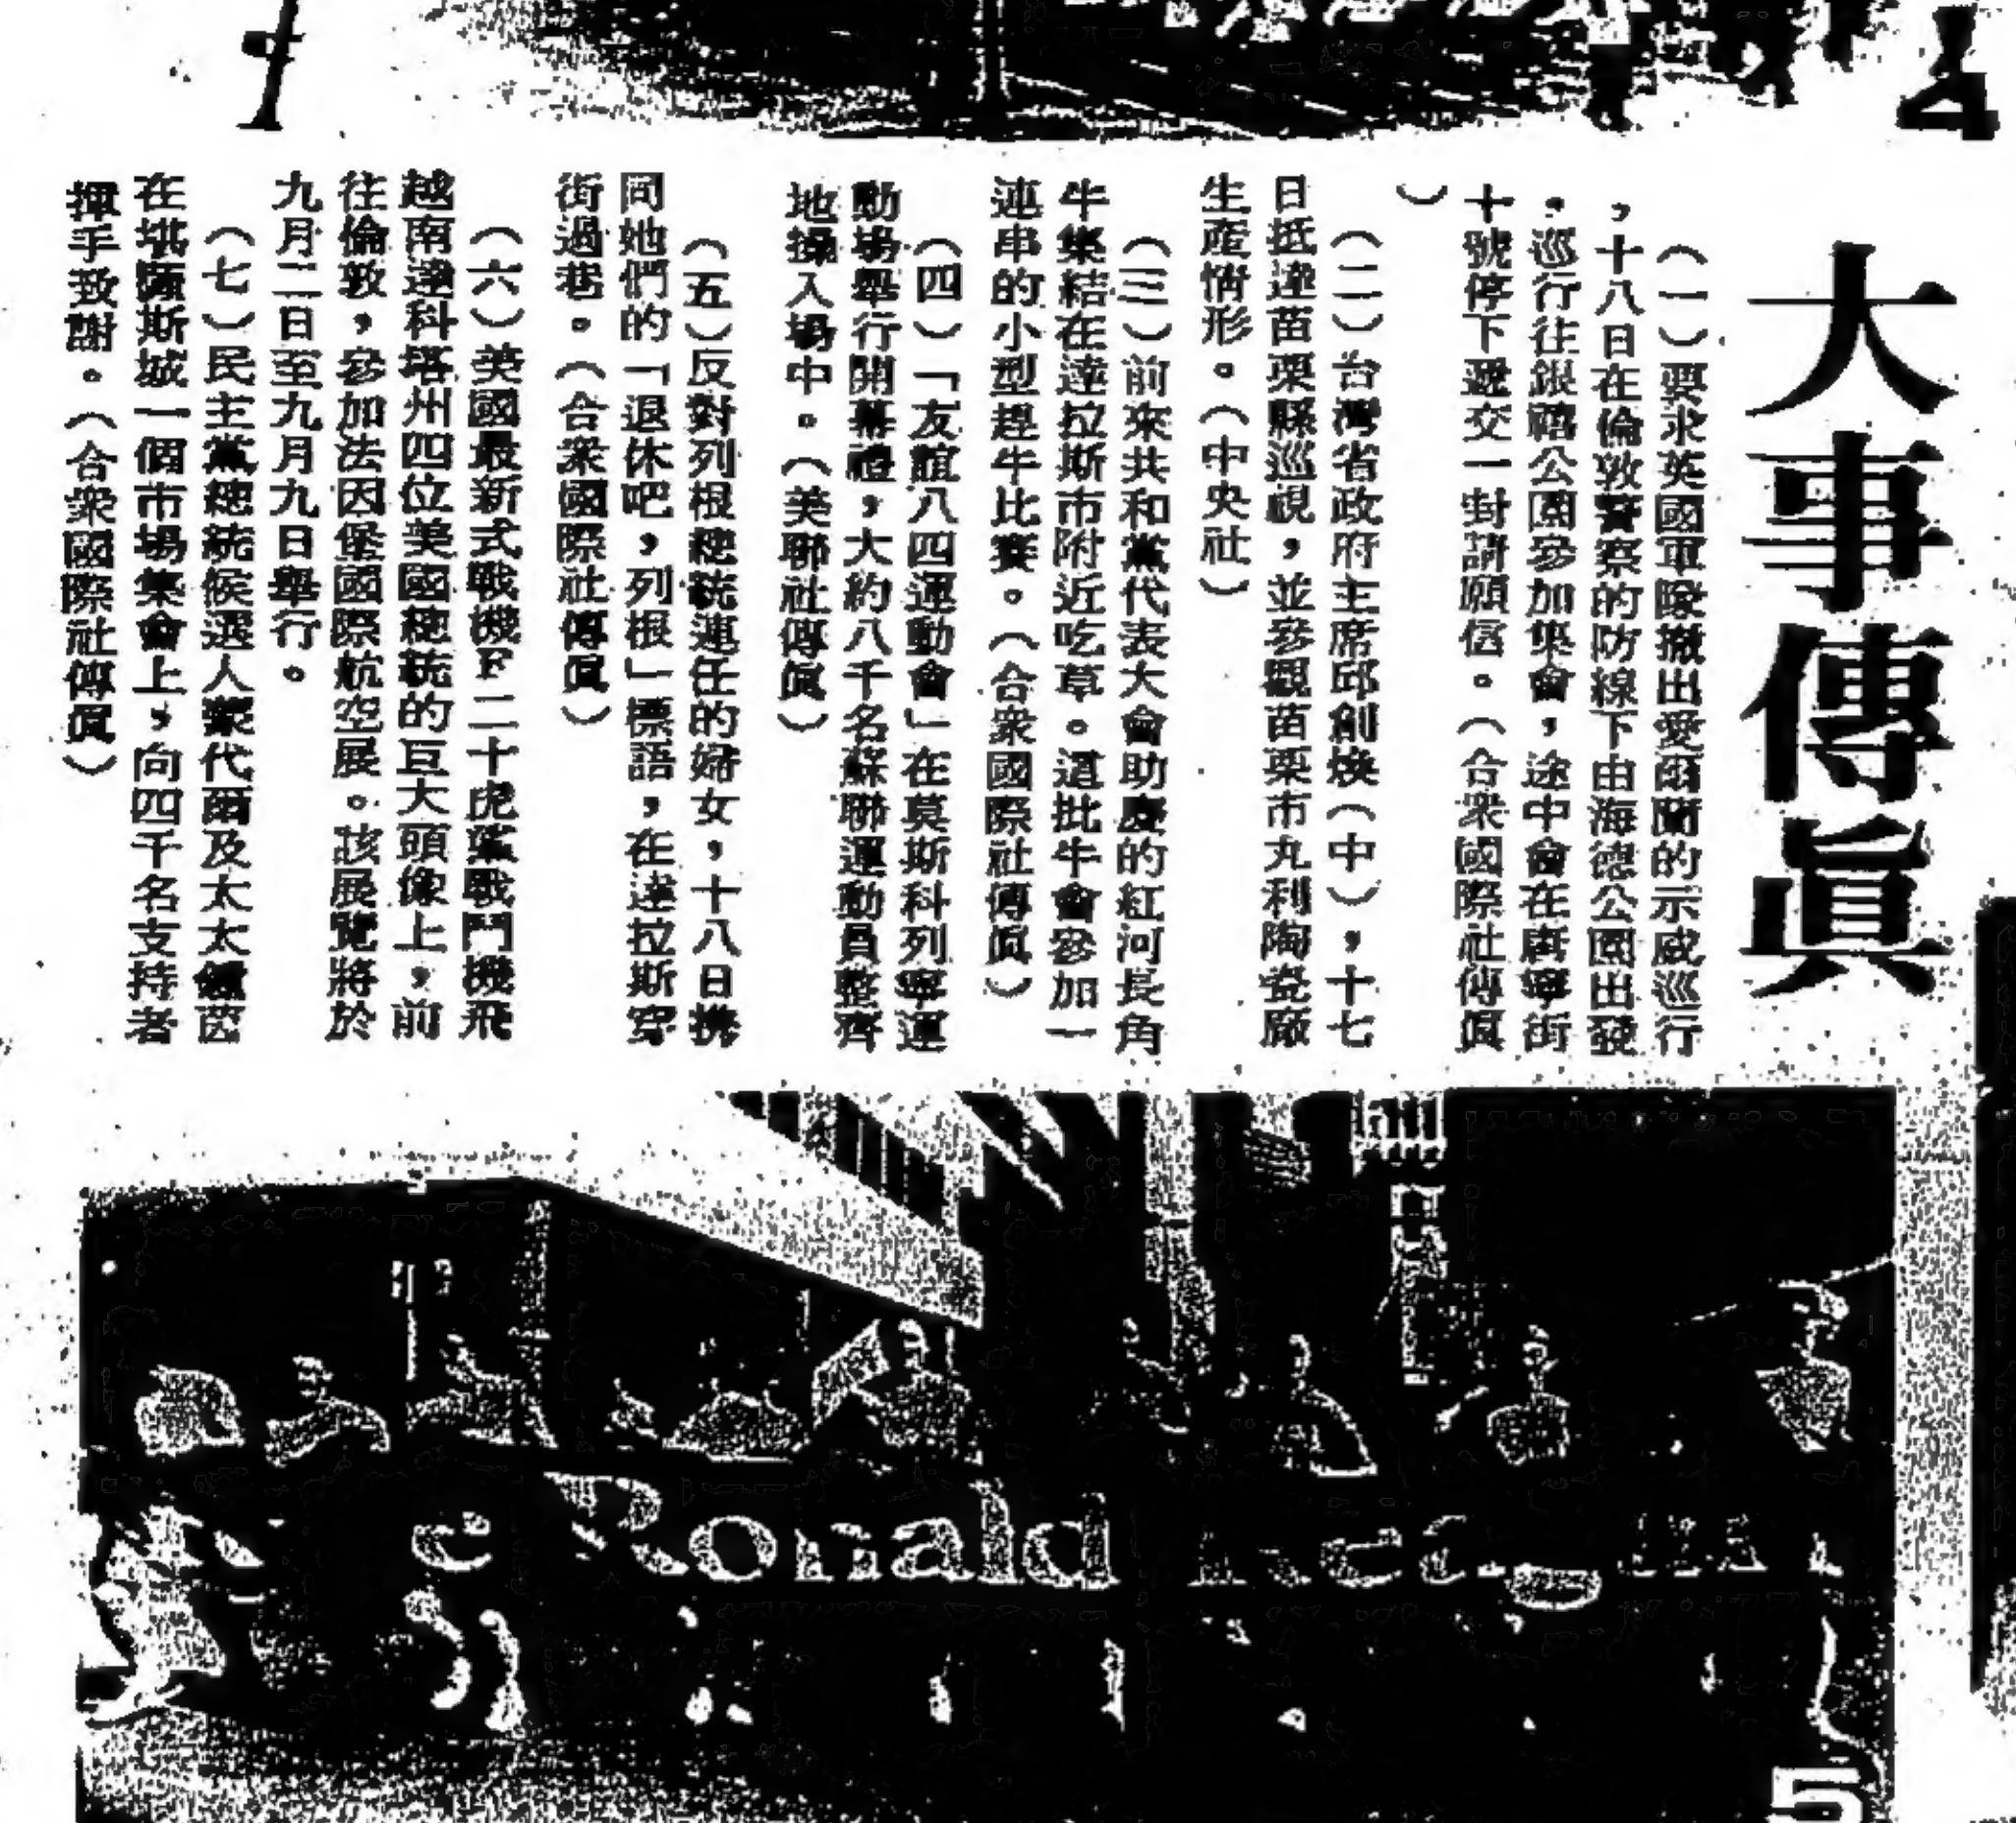 大事傳眞
（一）要求英國軍隊撤出愛爾蘭的示威巡行
，十八日在倫敦警察的防線下由海德公園出發
，巡行往銀禧公園參加集會，途中會在唐寧街
十號停下遞交一封請願信。（合衆國際社傳眞
）
（二）台灣省政府主席邱創煥（中），十七
日抵達苗栗縣巡視，並參觀苗栗市丸利陶瓷廠
生產情形。（中央社）
（三）前來共和黨代表大會助慶的紅河長角
牛集結在達拉斯市附近吃草。這批牛會參加一
連串的小型趕牛比賽。（合衆國際社傳眞）
（四）「友誼八四運動會」在莫斯科列寧運
動場舉行開幕禮，大約八千名蘇聯運動員整齊
地操入場中。（美聯社傳眞）
（五）反對列根總統連任的婦女，十八日携
同她們的「退休吧，列根」標語，在達拉斯穿
街過巷。（合衆國際社傳眞）
（六）美國最新式戰機F二十虎鯊戰鬥機飛
越南達科塔州四位美國總統的巨大頭像上，前
往倫敦，參加法因堡國際航空展。該展覽將於
九月二日至九月九日舉行。
（七）民主黨總統候選人蒙代爾及太太鍾茵
在堪薩斯城一個市場集會上，向四千名支持者
揮手致謝。（合衆國際社傳眞）
4
Ronald
5